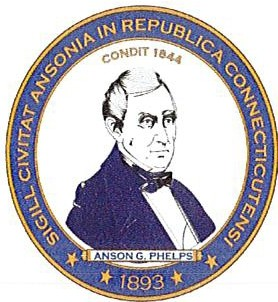 SIGILL CIVITAT ANSONIA IN REPUBLICA CONNECTICUTENSI
CONDIT 1844
ANSON G. PHELPS
1893